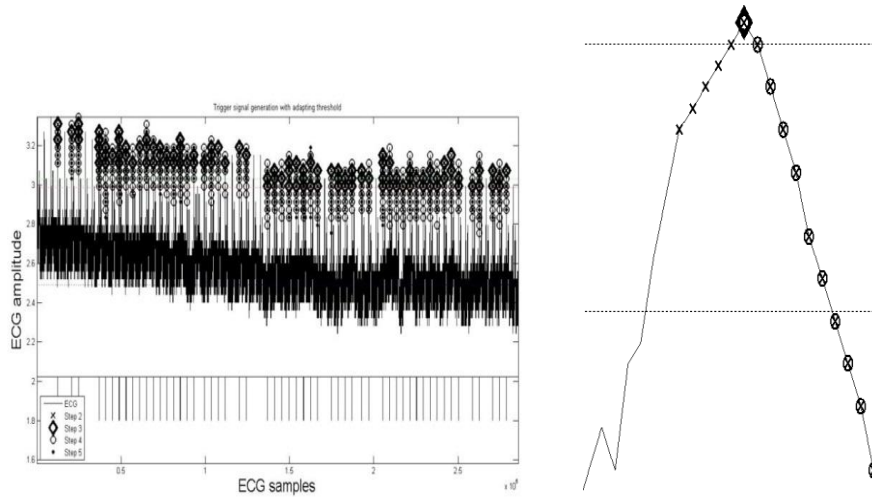 Trigger signal generation with adapting threshold
ECG amplitude
3.2
3
2.8
2.6
2.4
2.2
2
1.8
1.6
ECG
Step 2
Step 3
Step 4
Step 5
0.5
1
1.5
2
2.5
ECG samples